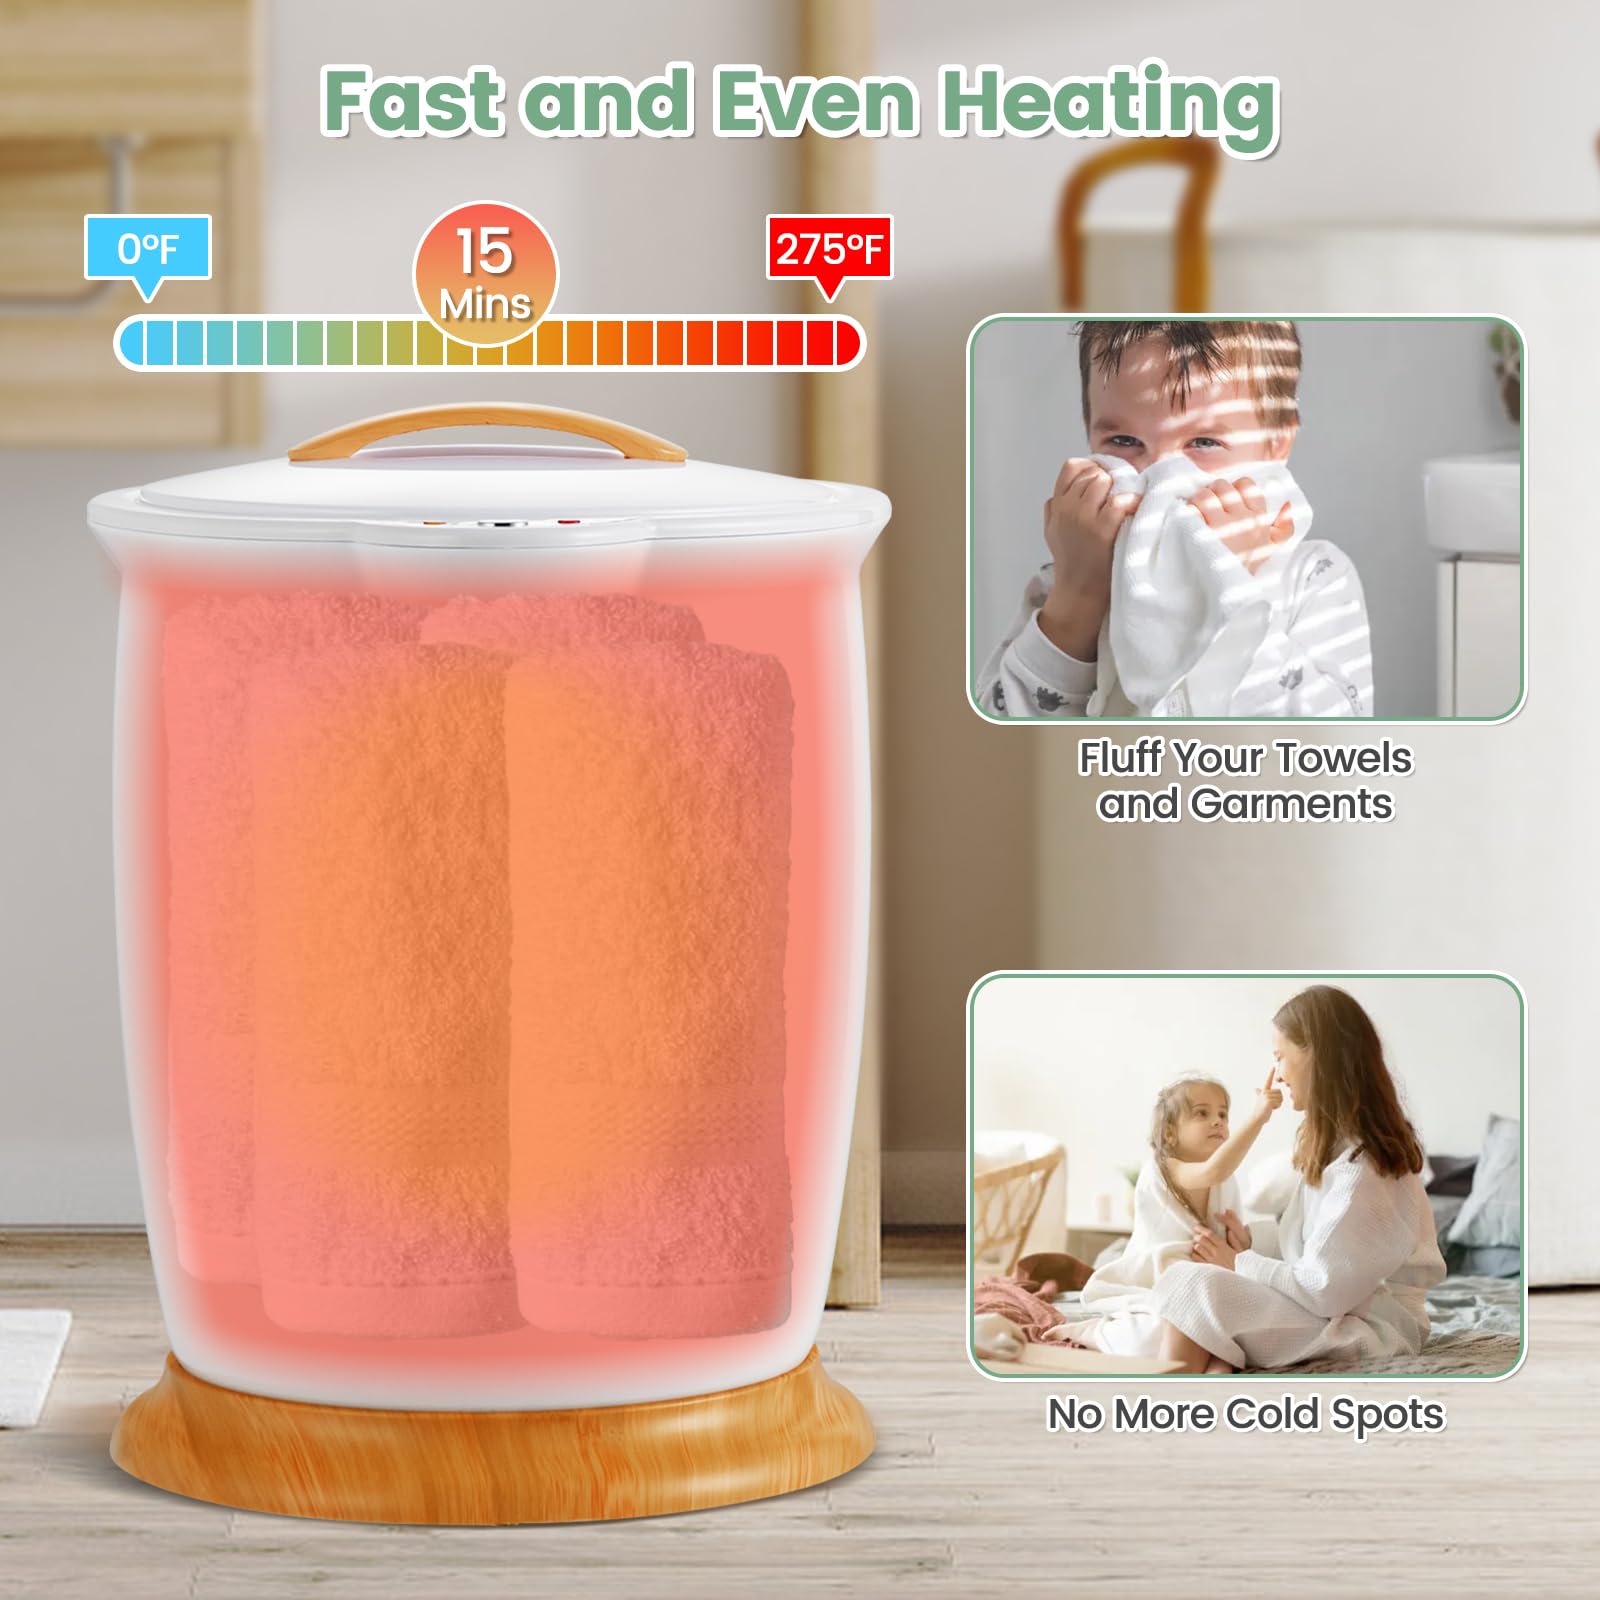 Fast and Even Heating
0°F
15
Mins
275°F
Fluff Your Towels
and Garments
No More Cold Spots